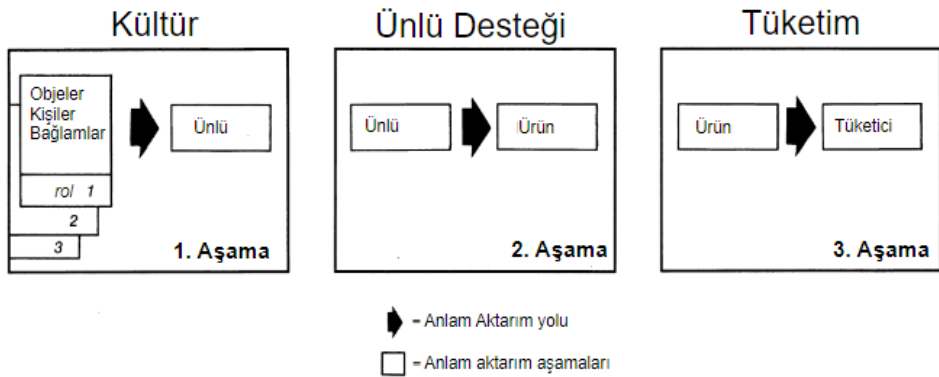 Kültür
Objeler
Kişiler
Bağlamlar
Ünlü
rol 1
2
3
1. Aşama
Ünlü Desteği
Ünlü
Ürün
2. Aşama
Tüketim
Ürün
Tüketici
3. Aşama
= Anlam Aktarım yolu
= Anlam aktarım aşamaları